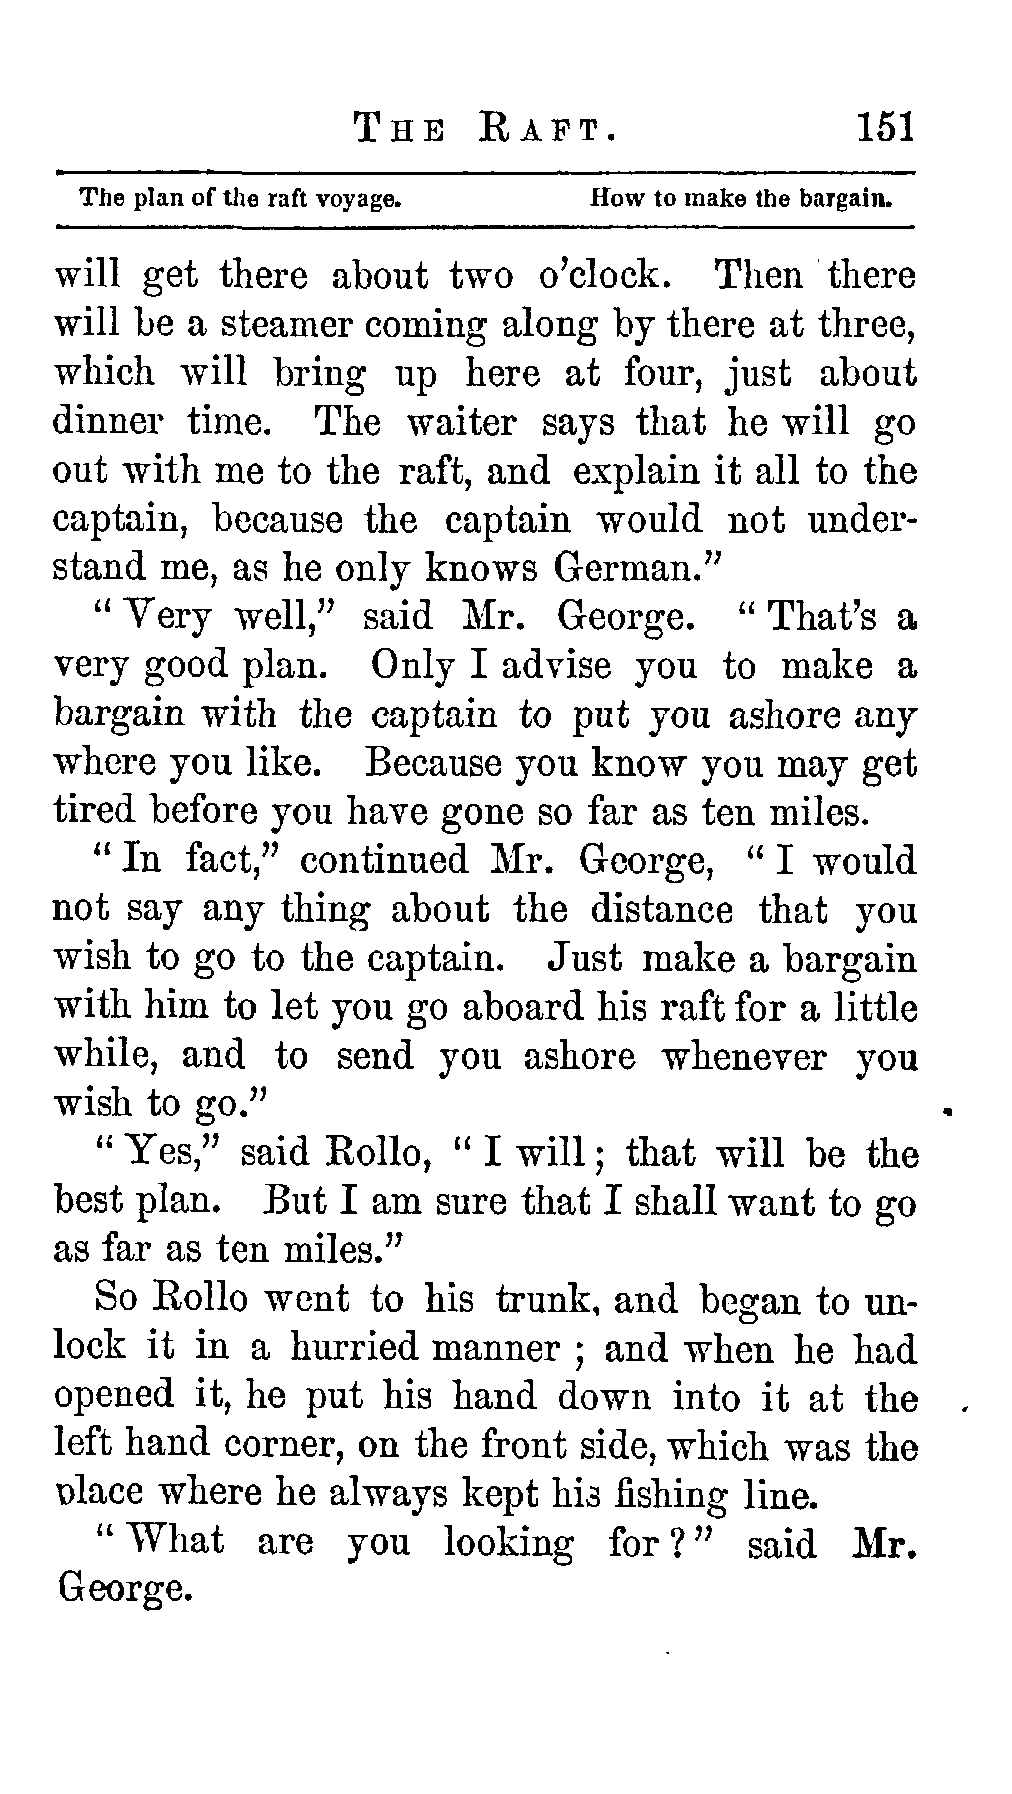 THE RAFT. 151
The plan of the raft voyage. How to make the bargain.
will get there about two o'clock. Then there
will be a steamer coming along by there at three,
which will bring up here at four, just about
dinner time. The waiter says that he will go
out with me to the raft, and explain it all to the
captain, because the captain would not under-
stand me, as he only knows German."
"Very well," said Mr. George. "That's a
very good plan. Only I advise you to make a
bargain with the captain to put you ashore any
where you like. Because you know you may get
tired before you have gone so far as ten miles.
"In fact," continued Mr. George, "I would
not say any thing about the distance that you
wish to go to the captain. Just make a bargain
with him to let you go aboard his raft for a little
while, and to send you ashore whenever you
wish to go."
"Yes," said Rollo, "I will; that will be the
best plan. But I am sure that I shall want to go
as far as ten miles."
So Rollo went to his trunk, and began to un-
lock it in a hurried manner; and when he had
opened it, he put his hand down into it at the
left hand corner, on the front side, which was the
place where he always kept his fishing line.
"What are you looking for?" said Mr.
George.